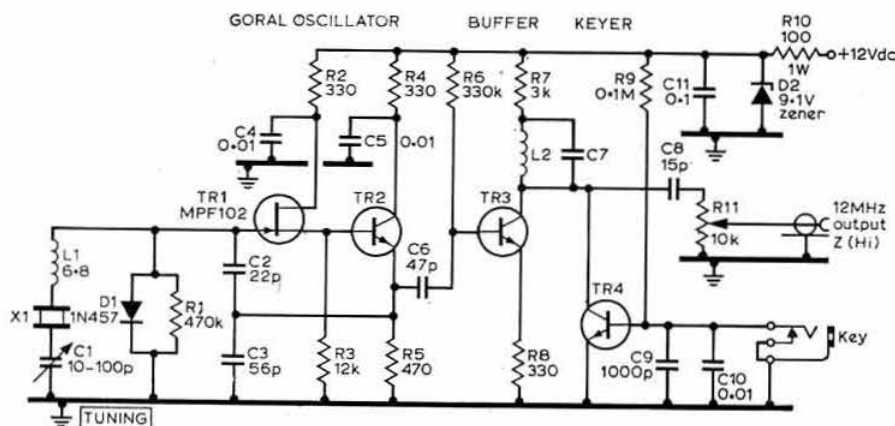 GORAL OSCILLATOR
BUFFER
KEYER
R2
330
R4
330
R6
330k
R7
3k
R9
0·1M
C11
0·1
R10
100
1W
+12Vdc
D2
9·1V
zener
C4
0·01
C5
0·01
L2
C7
C8
15p
TR1
MPF102
TR2
TR3
R11
10k
12MHz
output
Z (Hi)
L1
6·8
C2
22p
C6
47p
TR4
X1
D1
1N457
R1
470k
C1
10-100p
C3
56p
R3
12k
R5
470
R8
330
C9
1000p
C10
0·01
Key
TUNING